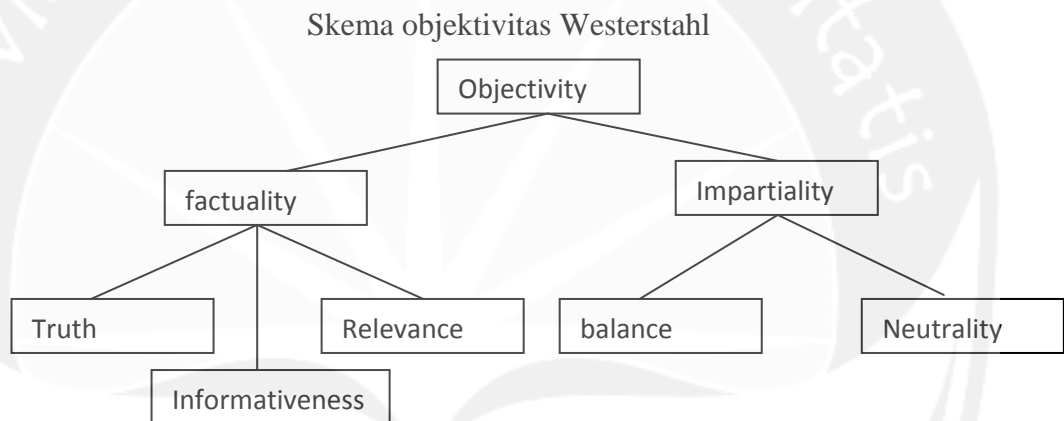 Skema objektivitas Westerstahl
Objectivity
factuality
Impartiality
Truth
Relevance
balance
Neutrality
Informativeness